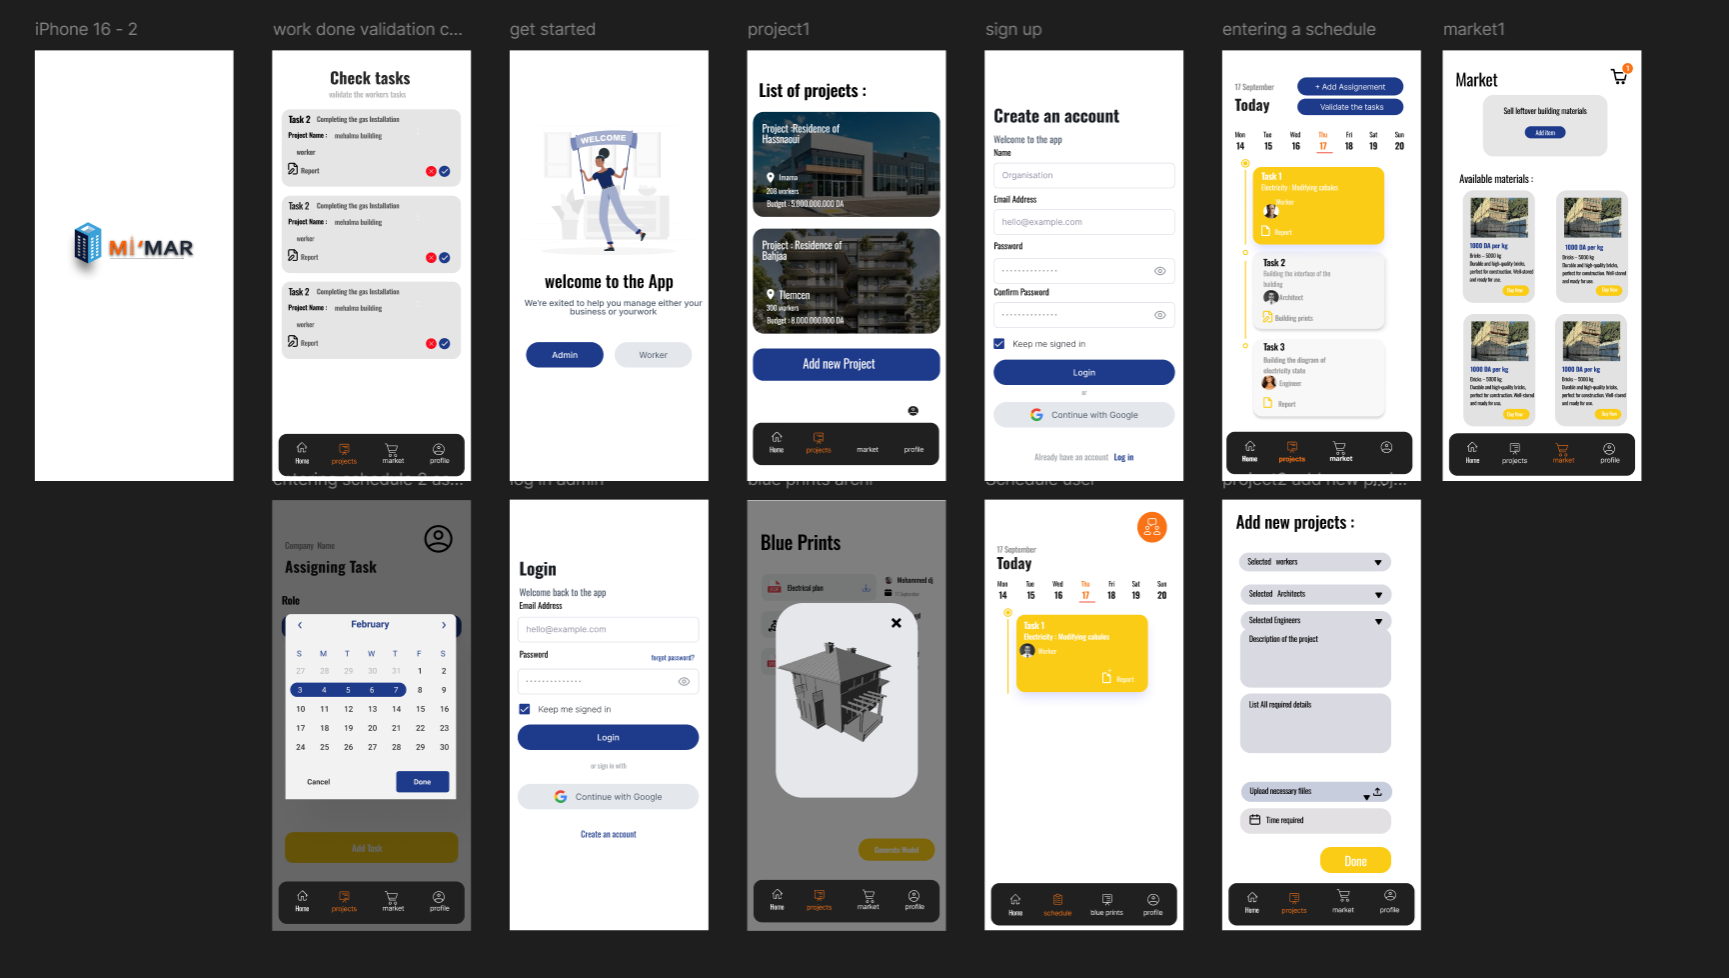 iPhone 16 - 2
work done validation c...
get started
project1
sign up
entering a schedule
market1
Mi'MAR
Check tasks
validate the workers tasks
Task 2 Completing the gas Installation
Project Name : mehalma building
worker
Report
Task 2 Completing the gas Installation
Project Name : mehalma building
worker
Report
Task 2 Completing the gas Installation
Project Name : mehalma building
worker
Report
Home projects market profile
WELCOME
welcome to the App
We're exited to help you manage either your
business or yourwork
Admin Worker
List of projects :
Project :Residence of
Hassnaoui
Imama
208 workers
Budget : 5.000.000.000 DA
Project : Residence of
Bahjaa
Tlemcen
300 workers
Budget : 8.000.000.000 DA
Add new Project
Home projects market profile
Create an account
Welcome to the app
Name
Organisation
Email Address
hello@example.com
Password
Confirm Password
Keep me signed in
Login
or
Continue with Google
Already have an account Log in
17 September
Today
+ Add Assignement
Validate the tasks
Mon Tue Wed Thu Fri Sat Sun
14 15 16 17 18 19 20
Task 1
Electricity : Modifying cabales
Worker
Report
Task 2
Building the interface of the
building
Architect
Building prints
Task 3
Building the diagram of
electricity state
Engineer
Report
Home projects market
Market
1
Sell leftover building materials
Add item
Available materials :
1000 DA per kg
Bricks – 5000 kg
Durable and high-quality bricks,
perfect for construction. Well-stored
and ready for use.
Buy Now
1000 DA per kg
Bricks – 5000 kg
Durable and high-quality bricks,
perfect for construction. Well-stored
and ready for use.
Buy Now
1000 DA per kg
Bricks – 5000 kg
Durable and high-quality bricks,
perfect for construction. Well-stored
and ready for use.
Buy Now
1000 DA per kg
Bricks – 5000 kg
Durable and high-quality bricks,
perfect for construction. Well-stored
and ready for use.
Buy Now
Home projects market profile
entering schedule 2 as...
log in admin
blue prints archi
Schedule user
project2 add new proj...
Company Name
Assigning Task
Role
February
S M T W T F S
27 28 29 30 31 1 2
3 4 5 6 7 8 9
10 11 12 13 14 15 16
17 18 19 20 21 22 23
24 25 26 27 28 29 30
Cancel Done
Add Task
Home projects market profile
Login
Welcome back to the app
Email Address
hello@example.com
Password forget password?
Keep me signed in
Login
or sign in with
Continue with Google
Create an account
Blue Prints
Electrical plan
Mohammed dj
17 September
Generate Model
Home projects market profile
17 September
Today
Mon Tue Wed Thu Fri Sat Sun
14 15 16 17 18 19 20
Task 1
Electricity : Modifying cabales
Worker
Report
Home schedule blue prints profile
Add new projects :
Selected workers
Selected Architects
Selected Engineers
Description of the project
List All required details
Upload necessary fliles
Time required
Done
Home projects market profile